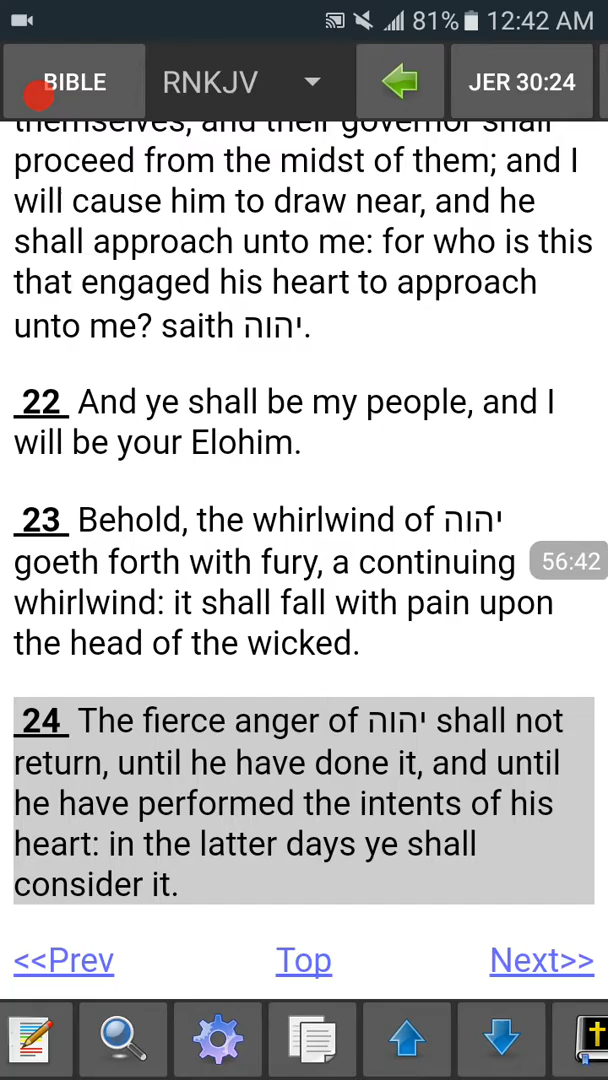 81% 12:42 AM
BIBLE RNKJV JER 30:24
themselves, and their governor shall
proceed from the midst of them; and I
will cause him to draw near, and he
shall approach unto me: for who is this
that engaged his heart to approach
unto me? saith יהוה.
22 And ye shall be my people, and I
will be your Elohim.
23 Behold, the whirlwind of יהוה
goeth forth with fury, a continuing
56:42
whirlwind: it shall fall with pain upon
the head of the wicked.
24 The fierce anger of יהוה shall not
return, until he have done it, and until
he have performed the intents of his
heart: in the latter days ye shall
consider it.
<<Prev Top Next>>